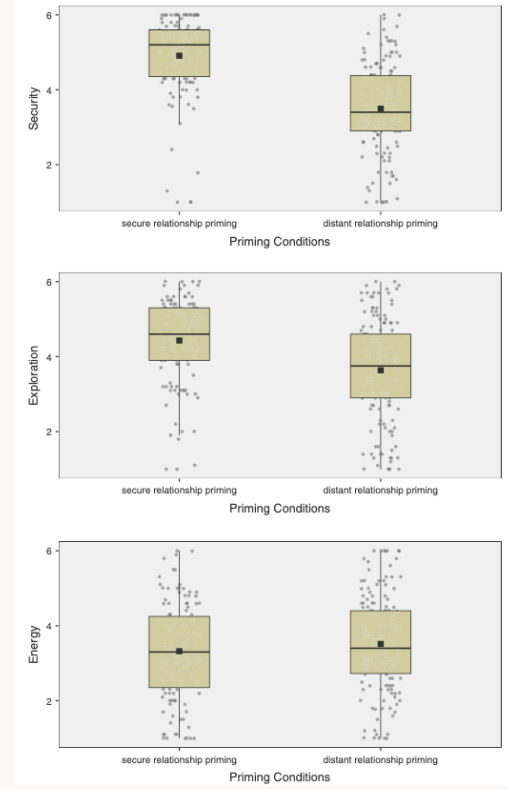 6
4
2
Security
secure relationship priming
distant relationship priming
Priming Conditions
6
4
2
Exploration
secure relationship priming
distant relationship priming
Priming Conditions
6
4
2
Energy
secure relationship priming
distant relationship priming
Priming Conditions